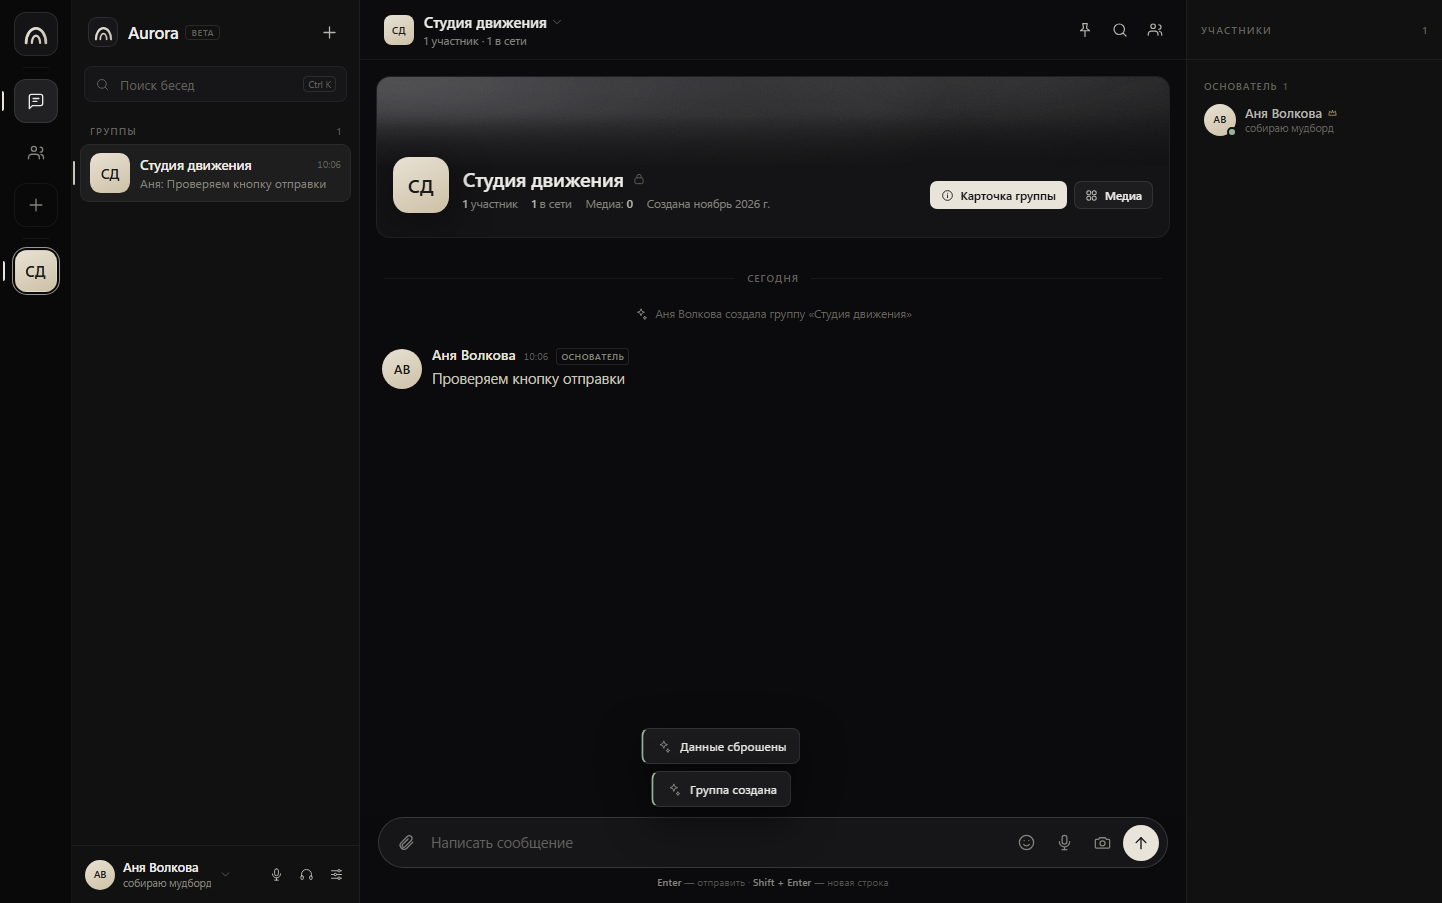 Aurora BETA
Поиск бесед Ctrl K
ГРУППЫ 1
СД
Студия движения 10:06
Аня: Проверяем кнопку отправки
СД
АВ
Аня Волкова
собираю мудборд
СД
Студия движения
1 участник · 1 в сети
СД
Студия движения
1 участник 1 в сети Медиа: 0 Создана ноябрь 2026 г.
Карточка группы
Медиа
СЕГОДНЯ
Аня Волкова создала группу «Студия движения»
АВ
Аня Волкова 10:06 ОСНОВАТЕЛЬ
Проверяем кнопку отправки
Данные сброшены
Группа создана
Написать сообщение
Enter — отправить · Shift + Enter — новая строка
УЧАСТНИКИ 1
ОСНОВАТЕЛЬ 1
АВ
Аня Волкова
собираю мудборд